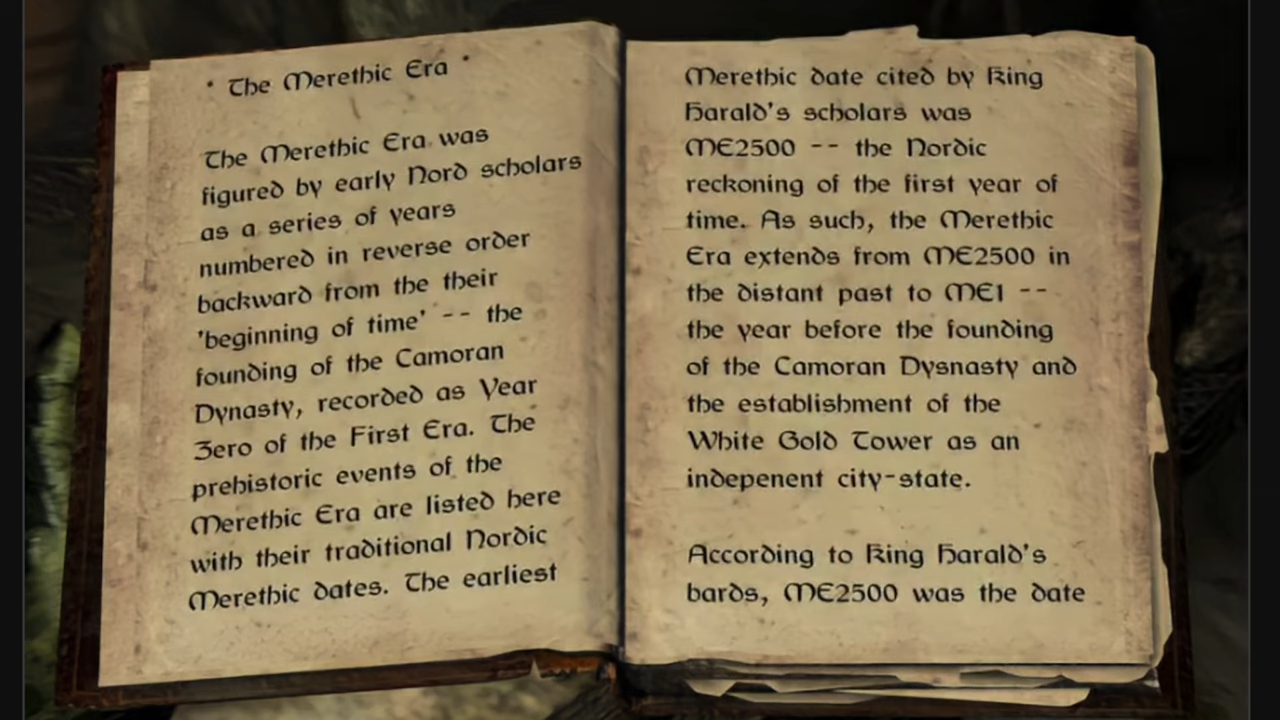 · The Merethic Era ·
The Merethic Era was
figured by early Nord scholars
as a series of years
numbered in reverse order
backward from the their
'beginning of time' -- the
founding of the Camoran
Dynasty, recorded as Year
Zero of the First Era. The
prehistoric events of the
Merethic Era are listed here
with their traditional Nordic
Merethic dates. The earliest
Merethic date cited by King
Harald's scholars was
ME2500 -- the Nordic
reckoning of the first year of
time. As such, the Merethic
Era extends from ME2500 in
the distant past to ME1 --
the year before the founding
of the Camoran Dysnasty and
the establishment of the
White Gold Tower as an
indepenent city-state.
According to King Harald's
bards, ME2500 was the date